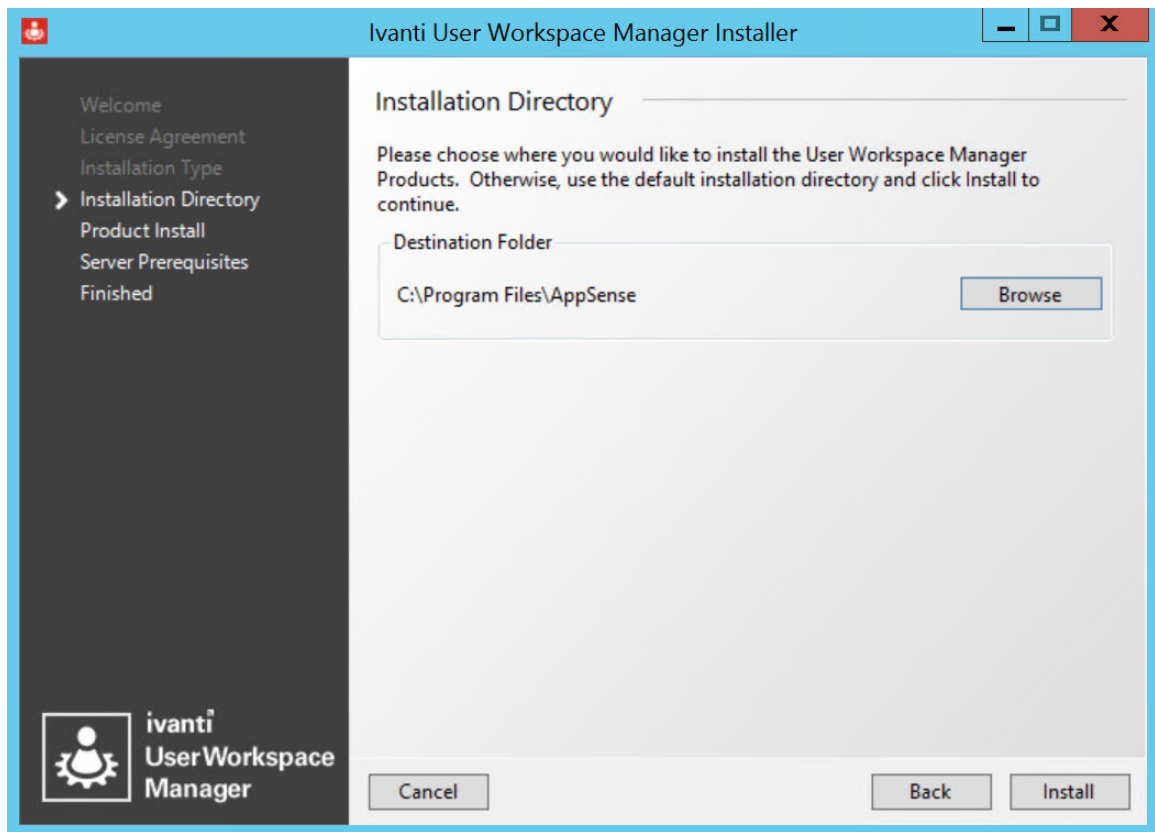 Ivanti User Workspace Manager Installer
Welcome
License Agreement
Installation Type
Installation Directory
Product Install
Server Prerequisites
Finished
Installation Directory
Please choose where you would like to install the User Workspace Manager
Products.  Otherwise, use the default installation directory and click Install to
continue.
Destination Folder
C:\Program Files\AppSense
Browse
ivanti
User Workspace
Manager
Cancel
Back
Install